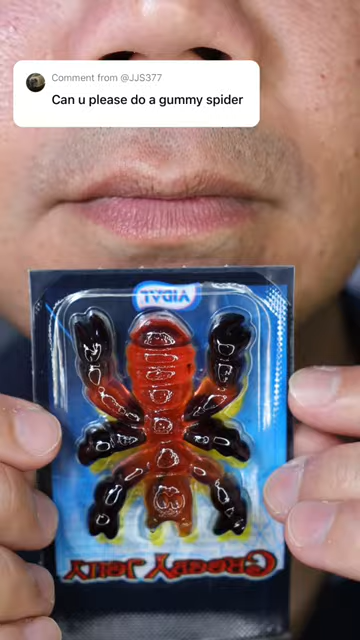 Comment from @JJS377
Can u please do a gummy spider
VIDAL
CREEPY JELLY